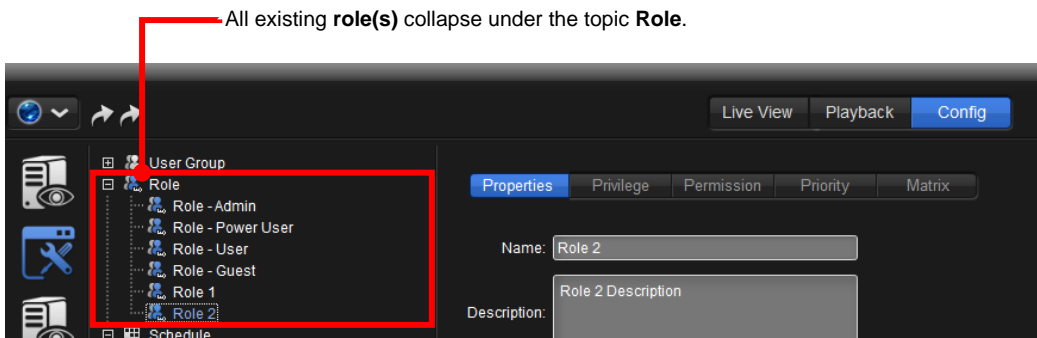 All existing role(s) collapse under the topic Role.
Live View Playback Config
User Group
Role
Role - Admin
Role - Power User
Role - User
Role - Guest
Role 1
Role 2
Schedule
Properties Privilege Permission Priority Matrix
Name: Role 2
Description: Role 2 Description